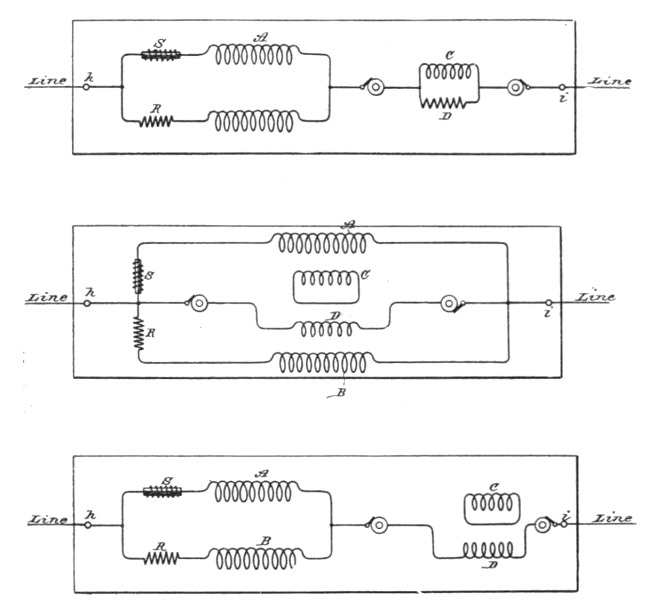 S A C
Line h i Line
R D
A
S C
Line h D i Line
R
B
S A C
Line h i Line
R B D